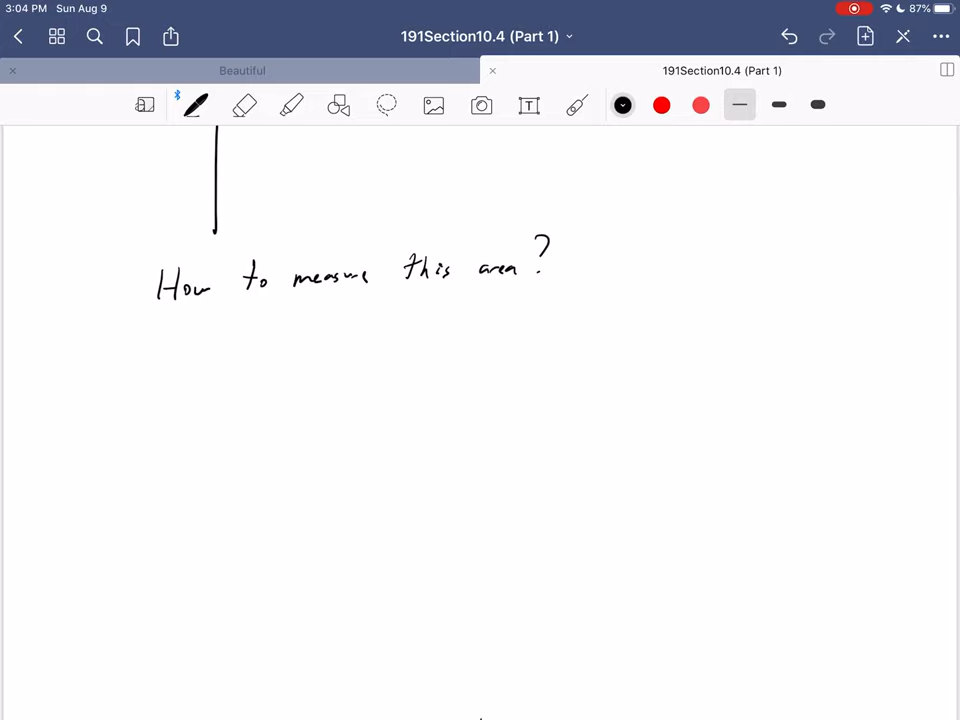 3:04 PM Sun Aug 9
87%
191Section10.4 (Part 1)
Beautiful
191Section10.4 (Part 1)
T
How to measure this area?